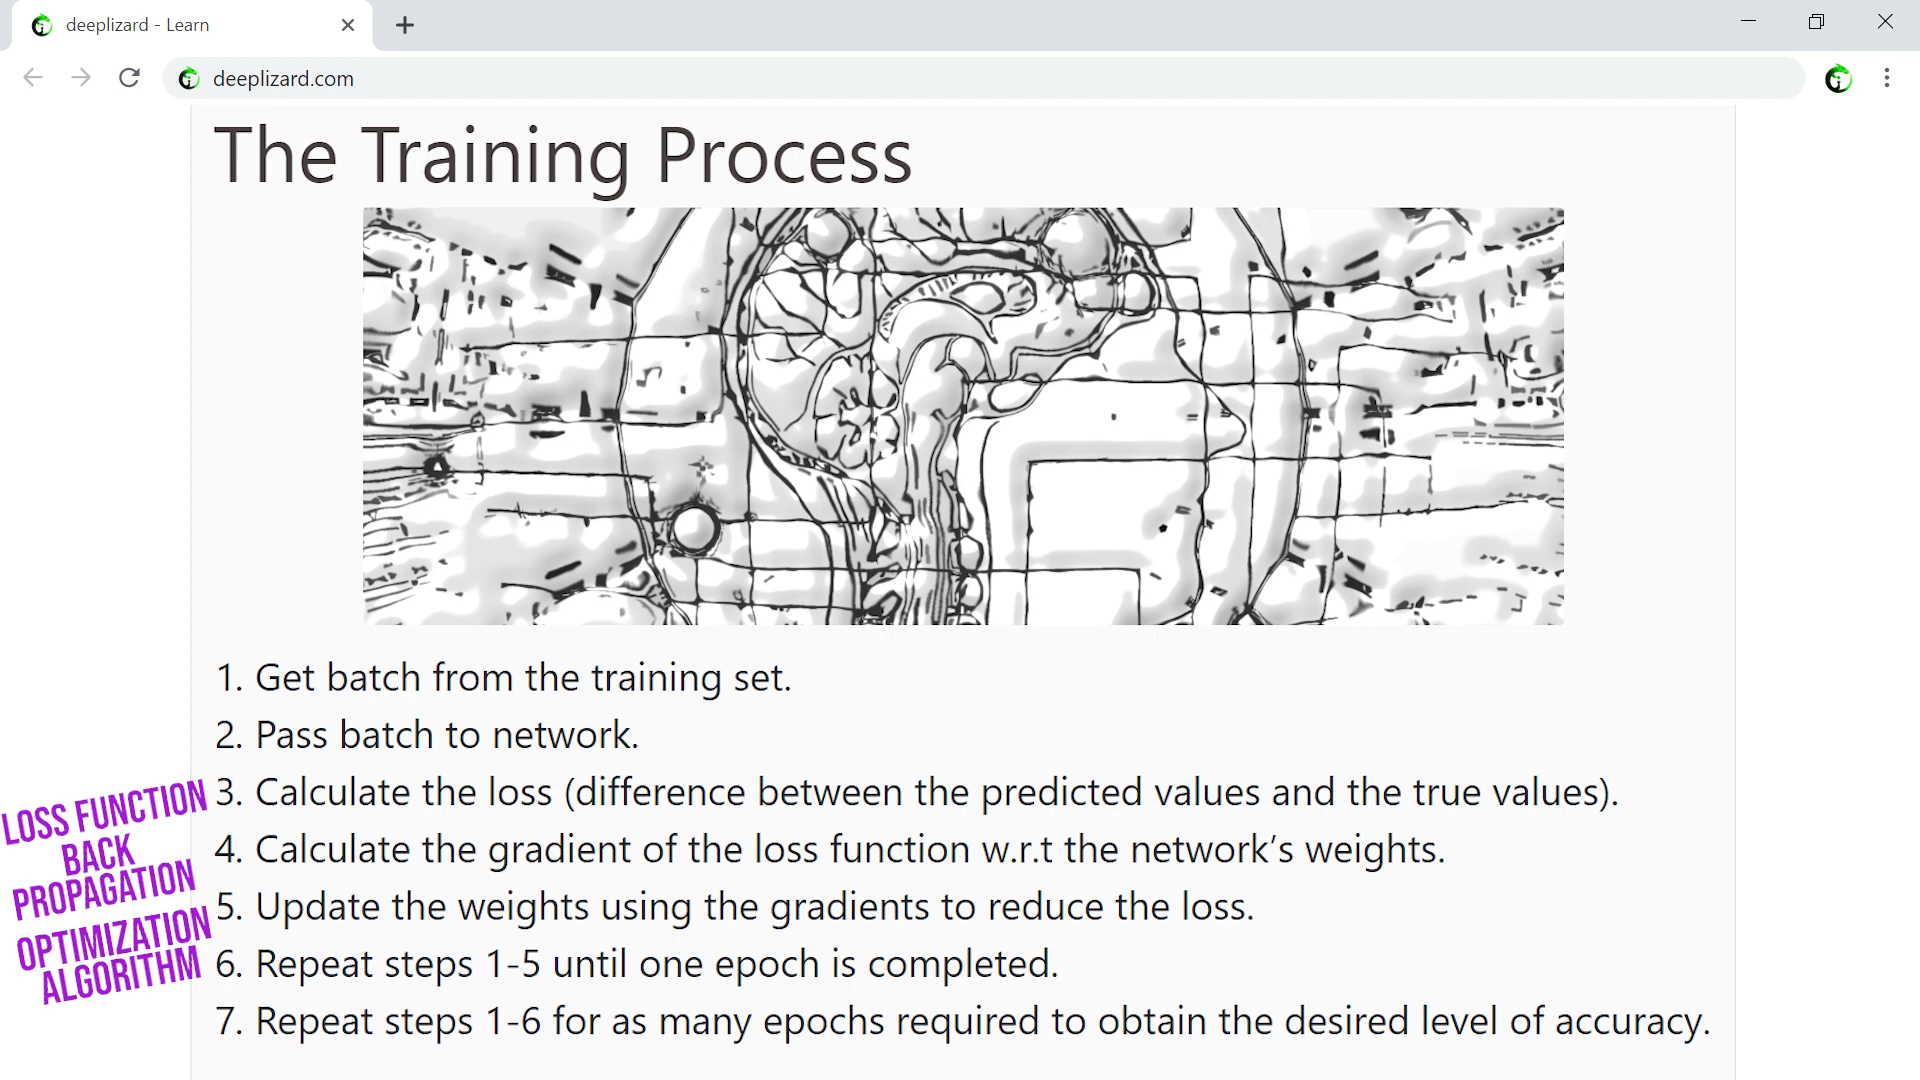 deeplizard - Learn
deeplizard.com
The Training Process
1. Get batch from the training set.
2. Pass batch to network.
3. Calculate the loss (difference between the predicted values and the true values).
4. Calculate the gradient of the loss function w.r.t the network’s weights.
5. Update the weights using the gradients to reduce the loss.
6. Repeat steps 1-5 until one epoch is completed.
7. Repeat steps 1-6 for as many epochs required to obtain the desired level of accuracy.
LOSS FUNCTION
BACK
PROPAGATION
OPTIMIZATION
ALGORITHM